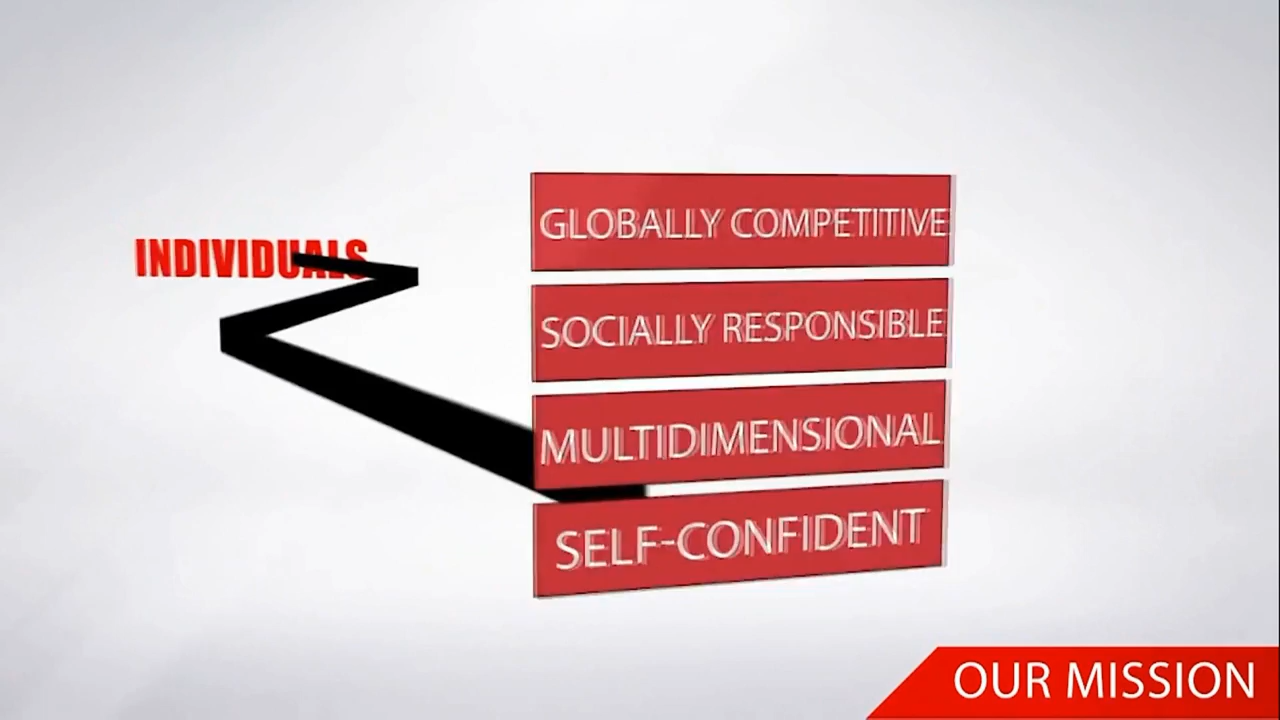 INDIVIDUALS
GLOBALLY COMPETITIVE
SOCIALLY RESPONSIBLE
MULTIDIMENSIONAL
SELF-CONFIDENT
OUR MISSION